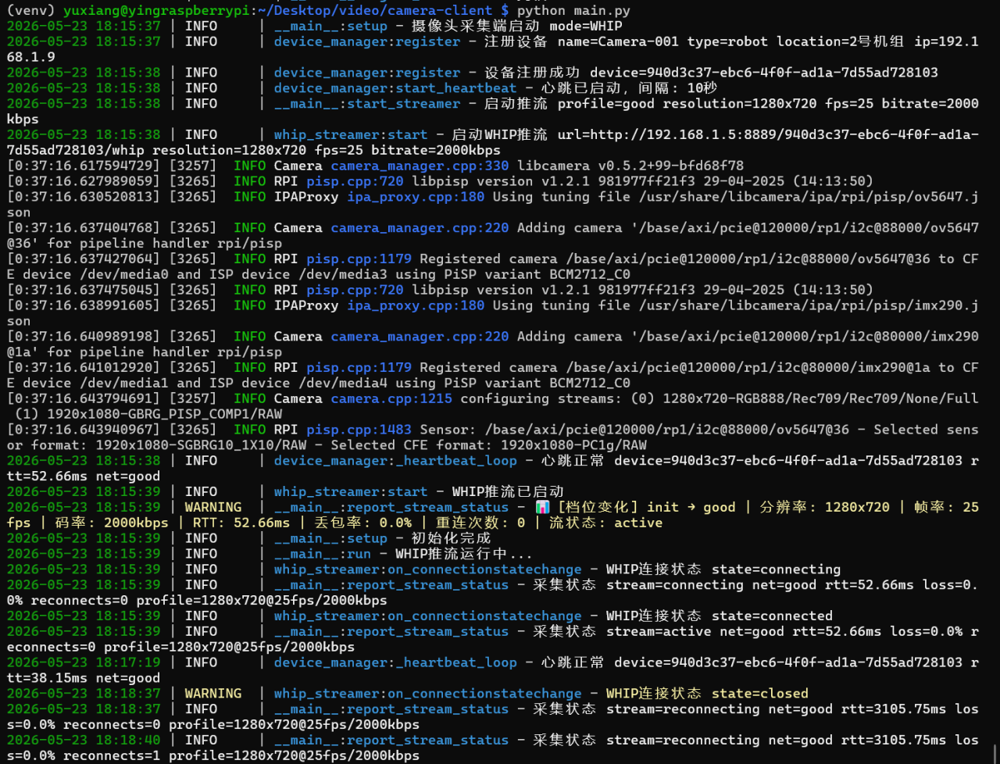 (venv) yuxiang@yingraspberrypi:~/Desktop/video/camera-client $ python main.py
2026-05-23 18:15:37 | INFO     | __main__:setup - 摄像头采集端启动 mode=WHIP
2026-05-23 18:15:37 | INFO     | device_manager:register - 注册设备 name=Camera-001 type=robot location=2号机组 ip=192.1
68.1.9
2026-05-23 18:15:38 | INFO     | device_manager:register - 设备注册成功 device=940d3c37-ebc6-4f0f-ad1a-7d55ad728103
2026-05-23 18:15:38 | INFO     | device_manager:start_heartbeat - 心跳已启动, 间隔: 10秒
2026-05-23 18:15:38 | INFO     | __main__:start_streamer - 启动推流 profile=good resolution=1280x720 fps=25 bitrate=2000
kbps
2026-05-23 18:15:38 | INFO     | whip_streamer:start - 启动WHIP推流 url=http://192.168.1.5:8889/940d3c37-ebc6-4f0f-ad1a-
7d55ad728103/whip resolution=1280x720 fps=25 bitrate=2000kbps
[0:37:16.617594729] [3257]  INFO Camera camera_manager.cpp:330 libcamera v0.5.2+99-bfd68f78
[0:37:16.627989059] [3265]  INFO RPI pisp.cpp:720 libpisp version v1.2.1 981977ff21f3 29-04-2025 (14:13:50)
[0:37:16.630520813] [3265]  INFO IPAProxy ipa_proxy.cpp:180 Using tuning file /usr/share/libcamera/ipa/rpi/pisp/ov5647.j
son
[0:37:16.637404768] [3265]  INFO Camera camera_manager.cpp:220 Adding camera '/base/axi/pcie@120000/rp1/i2c@88000/ov5647
@36' for pipeline handler rpi/pisp
[0:37:16.637427064] [3265]  INFO RPI pisp.cpp:1179 Registered camera /base/axi/pcie@120000/rp1/i2c@88000/ov5647@36 to CF
E device /dev/media0 and ISP device /dev/media3 using PiSP variant BCM2712_C0
[0:37:16.637475045] [3265]  INFO RPI pisp.cpp:720 libpisp version v1.2.1 981977ff21f3 29-04-2025 (14:13:50)
[0:37:16.638991605] [3265]  INFO IPAProxy ipa_proxy.cpp:180 Using tuning file /usr/share/libcamera/ipa/rpi/pisp/imx290.j
son
[0:37:16.640989198] [3265]  INFO Camera camera_manager.cpp:220 Adding camera '/base/axi/pcie@120000/rp1/i2c@80000/imx290
@1a' for pipeline handler rpi/pisp
[0:37:16.641012920] [3265]  INFO RPI pisp.cpp:1179 Registered camera /base/axi/pcie@120000/rp1/i2c@80000/imx290@1a to CF
E device /dev/media1 and ISP device /dev/media4 using PiSP variant BCM2712_C0
[0:37:16.643794691] [3257]  INFO Camera camera.cpp:1215 configuring streams: (0) 1280x720-RGB888/Rec709/Rec709/None/Full
 (1) 1920x1080-GBRG_PISP_COMP1/RAW
[0:37:16.643940967] [3265]  INFO RPI pisp.cpp:1483 Sensor: /base/axi/pcie@120000/rp1/i2c@88000/ov5647@36 - Selected sens
or format: 1920x1080-SGBRG10_1X10/RAW - Selected CFE format: 1920x1080-PC1g/RAW
2026-05-23 18:15:38 | INFO     | device_manager:_heartbeat_loop - 心跳正常 device=940d3c37-ebc6-4f0f-ad1a-7d55ad728103 r
tt=52.66ms net=good
2026-05-23 18:15:39 | INFO     | whip_streamer:start - WHIP推流已启动
2026-05-23 18:15:39 | WARNING  | __main__:report_stream_status - 📊 [档位变化] init → good | 分辨率: 1280x720 | 帧率: 25
fps | 码率: 2000kbps | RTT: 52.66ms | 丢包率: 0.0% | 重连次数: 0 | 流状态: active
2026-05-23 18:15:39 | INFO     | __main__:setup - 初始化完成
2026-05-23 18:15:39 | INFO     | __main__:run - WHIP推流运行中...
2026-05-23 18:15:39 | INFO     | whip_streamer:on_connectionstatechange - WHIP连接状态 state=connecting
2026-05-23 18:15:39 | INFO     | __main__:report_stream_status - 采集状态 stream=connecting net=good rtt=52.66ms loss=0.
0% reconnects=0 profile=1280x720@25fps/2000kbps
2026-05-23 18:15:39 | INFO     | whip_streamer:on_connectionstatechange - WHIP连接状态 state=connected
2026-05-23 18:15:39 | INFO     | __main__:report_stream_status - 采集状态 stream=active net=good rtt=52.66ms loss=0.0% r
econnects=0 profile=1280x720@25fps/2000kbps
2026-05-23 18:17:19 | INFO     | device_manager:_heartbeat_loop - 心跳正常 device=940d3c37-ebc6-4f0f-ad1a-7d55ad728103 r
tt=38.15ms net=good
2026-05-23 18:18:37 | WARNING  | whip_streamer:on_connectionstatechange - WHIP连接状态 state=closed
2026-05-23 18:18:37 | INFO     | __main__:report_stream_status - 采集状态 stream=reconnecting net=good rtt=3105.75ms los
s=0.0% reconnects=0 profile=1280x720@25fps/2000kbps
2026-05-23 18:18:40 | INFO     | __main__:report_stream_status - 采集状态 stream=reconnecting net=good rtt=3105.75ms los
s=0.0% reconnects=1 profile=1280x720@25fps/2000kbps